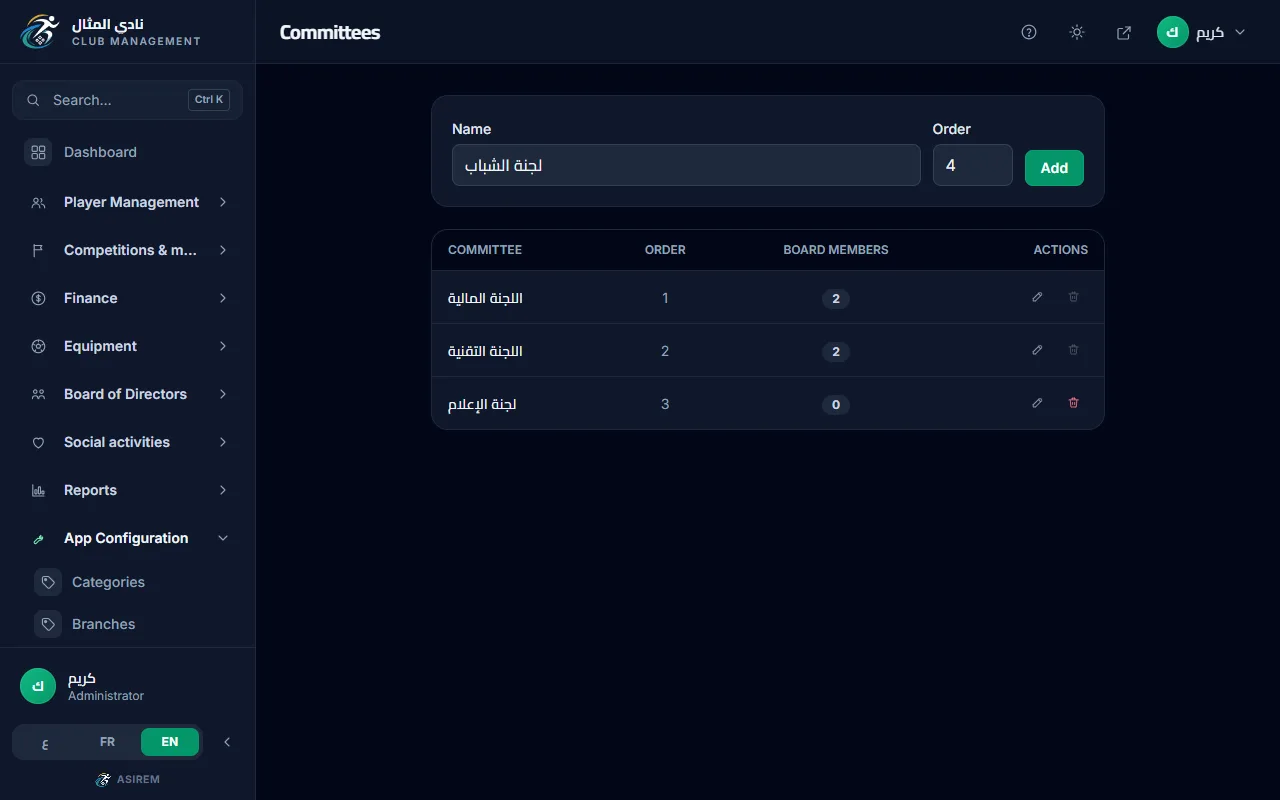 نادي المثال
CLUB MANAGEMENT
Committees
ك
كريم
Search...
Ctrl K
Dashboard
Player Management
Competitions & m...
Finance
Equipment
Board of Directors
Social activities
Reports
App Configuration
Categories
Branches
ك
كريم
Administrator
ع
FR
EN
ASIREM
Name
Order
لجنة الشباب
4
Add
COMMITTEE
ORDER
BOARD MEMBERS
ACTIONS
اللجنة المالية
1
2
اللجنة التقنية
2
2
لجنة الإعلام
3
0